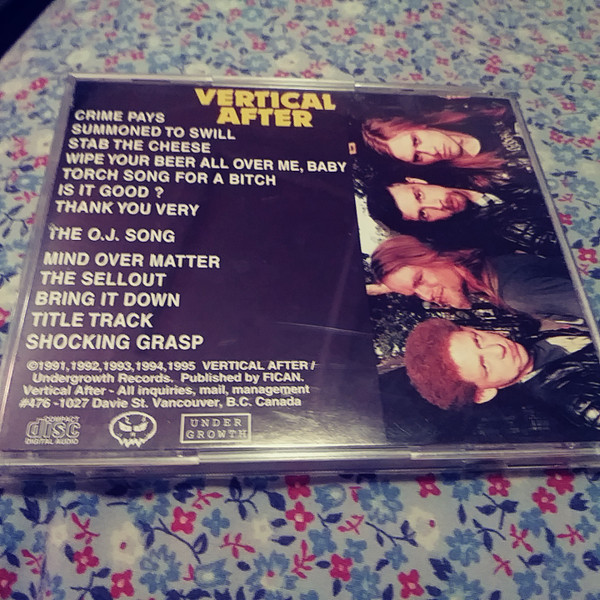 VERTICAL
AFTER
CRIME PAYS
SUMMONED TO SWILL
STAB THE CHEESE
WIPE YOUR BEER ALL OVER ME, BABY
TORCH SONG FOR A BITCH
IS IT GOOD ?
THANK YOU VERY
THE O.J. SONG
MIND OVER MATTER
THE SELLOUT
BRING IT DOWN
TITLE TRACK
SHOCKING GRASP
©1991,1992,1993,1994,1995 VERTICAL AFTER /
Undergrowth Records. Published by FICAN.
Vertical After - All inquiries, mail, management
#476 -1027 Davie St. Vancouver, B.C. Canada
COMPACT
disc
DIGITAL AUDIO
UNDER
GROWTH